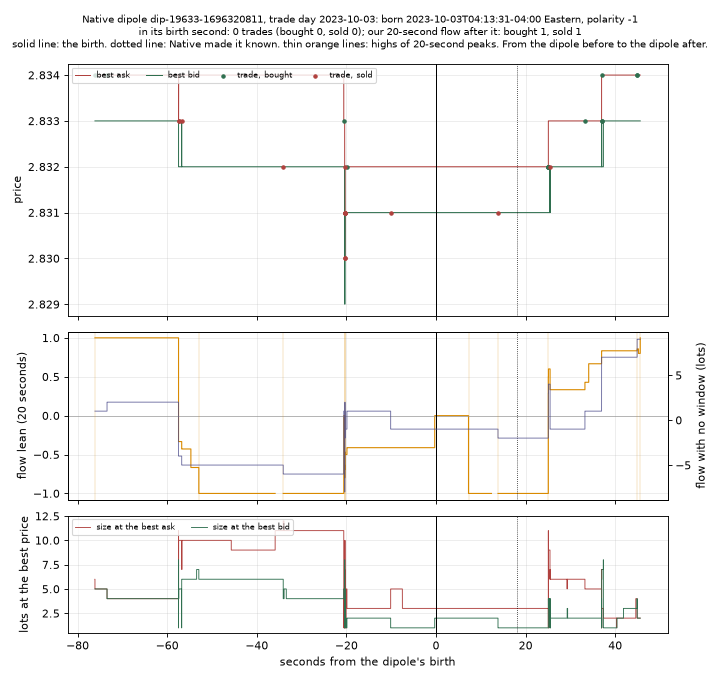 Native dipole dip-19633-1696320811, trade day 2023-10-03: born 2023-10-03T04:13:31-04:00 Eastern, polarity -1
in its birth second: 0 trades (bought 0, sold 0); our 20-second flow after it: bought 1, sold 1
solid line: the birth. dotted line: Native made it known. thin orange lines: highs of 20-second peaks. From the dipole before to the dipole after.
best ask best bid trade, bought trade, sold
2.834
2.833
2.832
2.831
2.830
2.829
price
1.0
0.5
0.0
−0.5
−1.0
flow lean (20 seconds)
5
0
−5
flow with no window (lots)
size at the best ask size at the best bid
12.5
10.0
7.5
5.0
2.5
lots at the best price
−80 −60 −40 −20 0 20 40
seconds from the dipole's birth